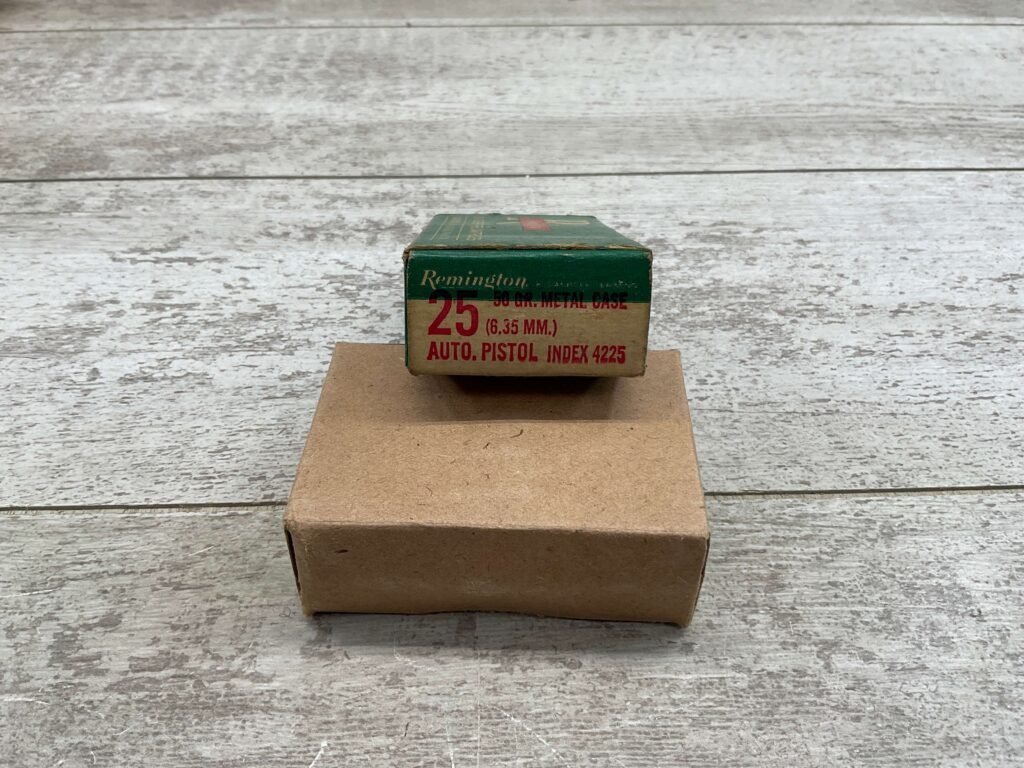 Remington
25 50 GR. METAL CASE
(6.35 MM.)
AUTO. PISTOL INDEX 4225